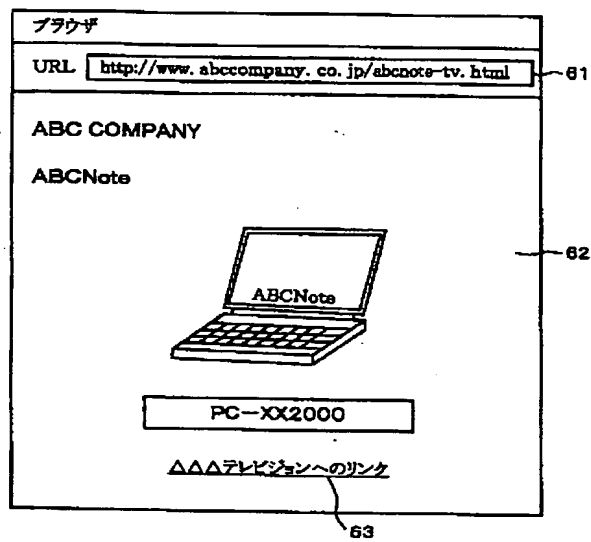 ブラウザ
URL http://www.abccompany.co.jp/abcnote-tv.html 61
ABC COMPANY
ABCNote
62
ABCNote
PC-XX2000
△△△テレビジョンへのリンク
63